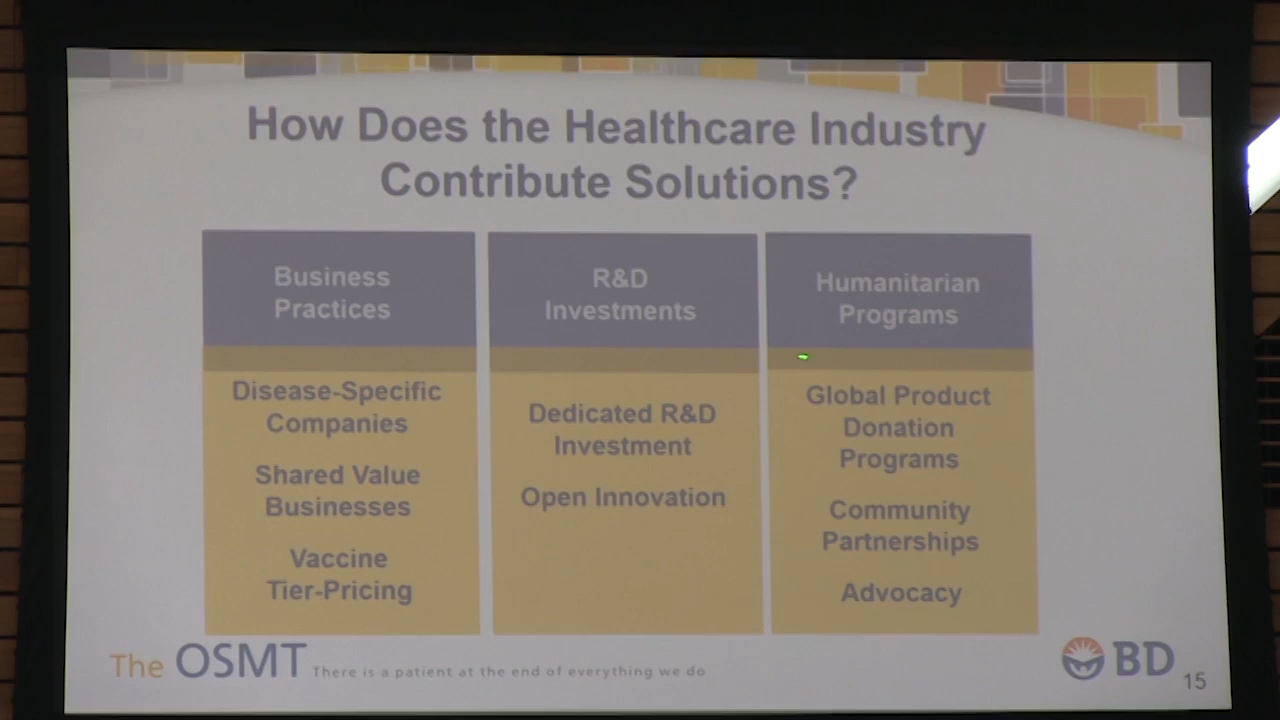 How Does the Healthcare Industry
Contribute Solutions?
Business
Practices
Disease-Specific
Companies
Shared Value
Businesses
Vaccine
Tier-Pricing
R&D
Investments
Dedicated R&D
Investment
Open Innovation
Humanitarian
Programs
Global Product
Donation
Programs
Community
Partnerships
Advocacy
The OSMT There is a patient at the end of everything we do
BD
15